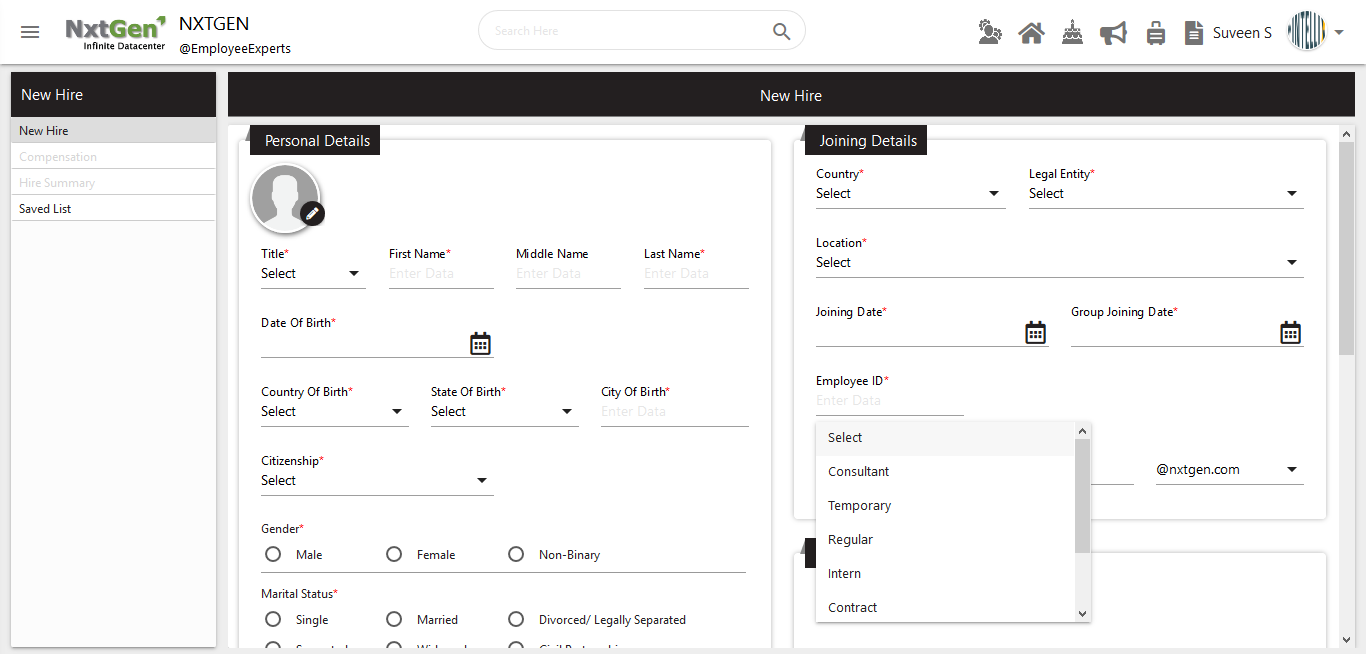 NxtGen
Infinite Datacenter
NXTGEN
@EmployeeExperts
Search Here
Suveen S
INTELLI
New Hire
New Hire
Compensation
Hire Summary
Saved List
New Hire
Personal Details
Title*
Select
First Name*
Enter Data
Middle Name
Enter Data
Last Name*
Enter Data
Date Of Birth*
Country Of Birth*
Select
State Of Birth*
Select
City Of Birth*
Enter Data
Citizenship*
Select
Gender*
Male Female Non-Binary
Marital Status*
Single Married Divorced/ Legally Separated
Joining Details
Country*
Select
Legal Entity*
Select
Location*
Select
Joining Date*
Group Joining Date*
Employee ID*
Enter Data
Select
Consultant
Temporary
Regular
Intern
Contract
@nxtgen.com